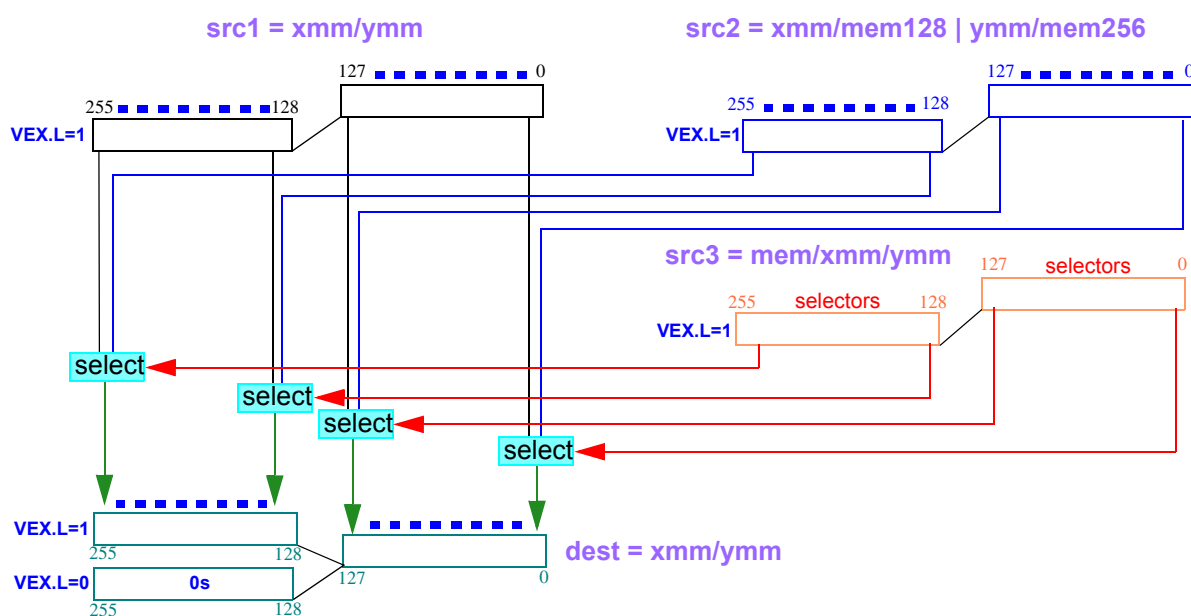 src1 = xmm/ymm
src2 = xmm/mem128 | ymm/mem256
127 0
127 0
255 128
255 128
VEX.L=1
VEX.L=1
src3 = mem/xmm/ymm
127 selectors 0
255 selectors 128
VEX.L=1
select
select
select
select
VEX.L=1
255 128
dest = xmm/ymm
127 0
VEX.L=0 0s
255 128